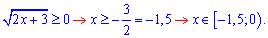 √(2x + 3) ≥ 0 → x ≥ −3/2 = −1,5 → x ∈ [−1,5; 0).